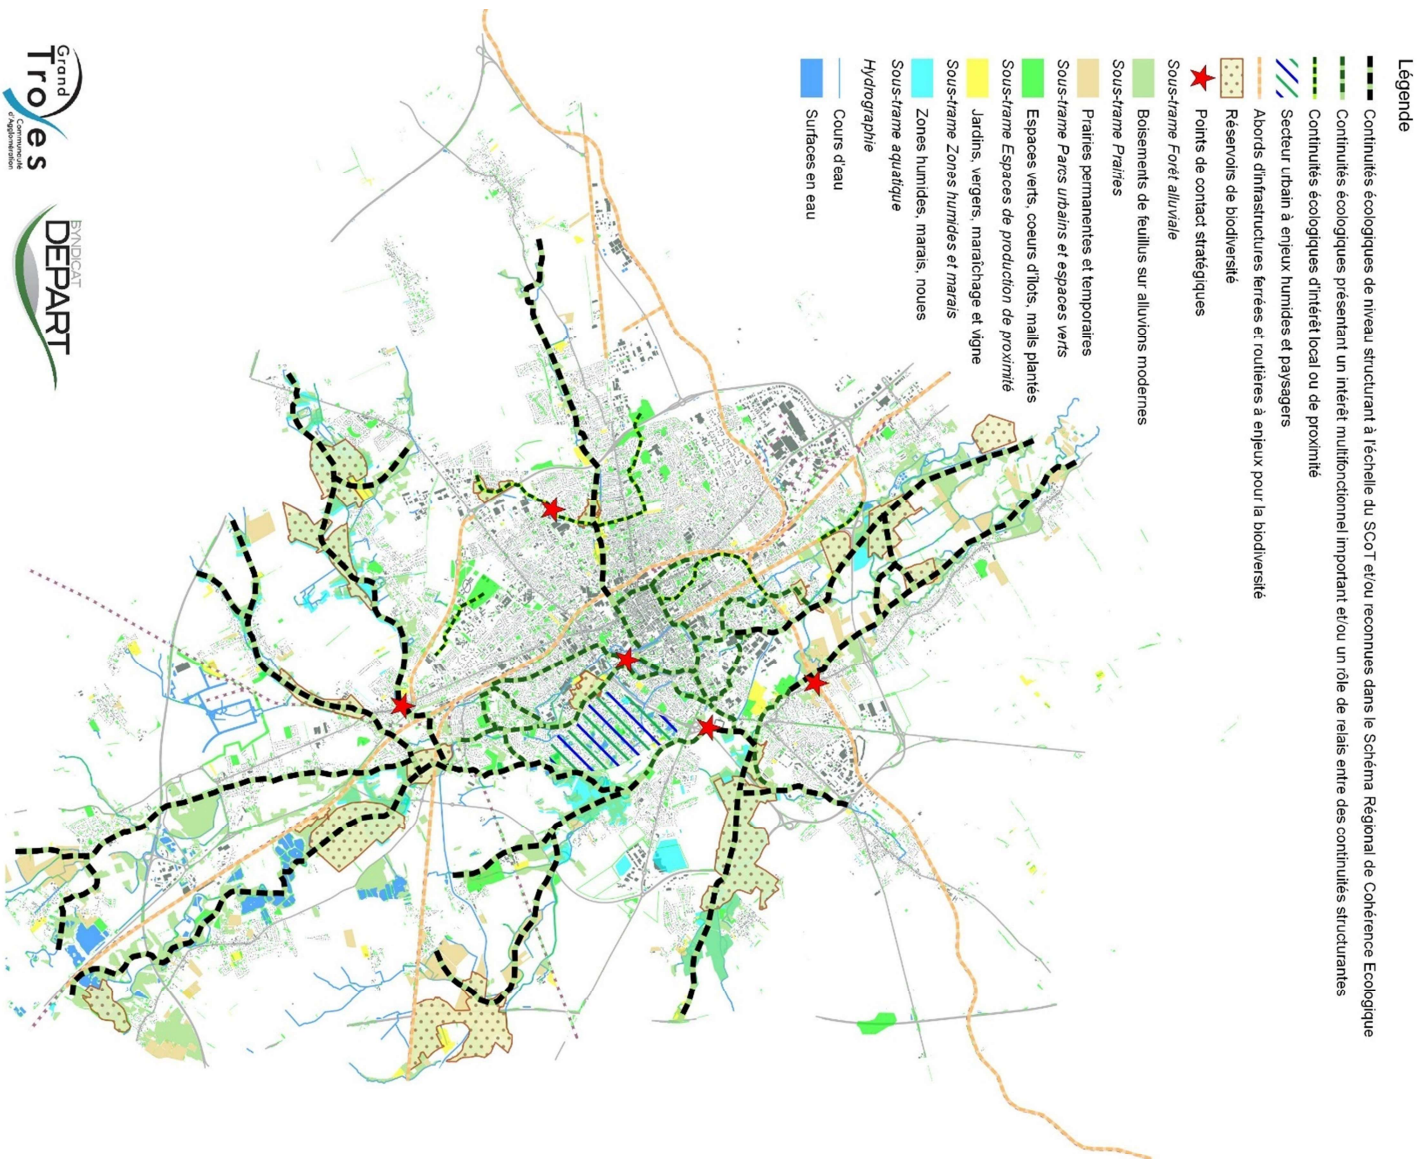 Légende
Continuités écologiques de niveau structurant à l'échelle du SCoT et/ou reconnues dans le Schéma Régional de Cohérence Ecologique
Continuités écologiques présentant un intérêt multifonctionnel important et/ou un rôle de relais entre des continuités structurantes
Continuités écologiques d'intérêt local ou de proximité
Secteur urbain à enjeux humides et paysagers
Abords d'infrastructures ferrées et routières à enjeu pour la biodiversité
Réservoirs de biodiversité
Points de contact stratégiques
Sous-trame Forêt alluviale
Boisements de feuillus sur alluvions modernes
Sous-trame Prairies
Prairies permanentes et temporaires
Sous-trame Parcs urbains et espaces verts
Espaces verts, coeurs d'îlots, mails plantés
Sous-trame Espaces de production de proximité
Jardins, vergers, maraîchage et vigne
Sous-trame Zones humides et marais
Zones humides, marais, noues
Sous-trame aquatique
Hydrographie
Cours d'eau
Surfaces en eau
Grand
Troyes
Communauté
d'Agglomération
SYNDICAT
DEPART